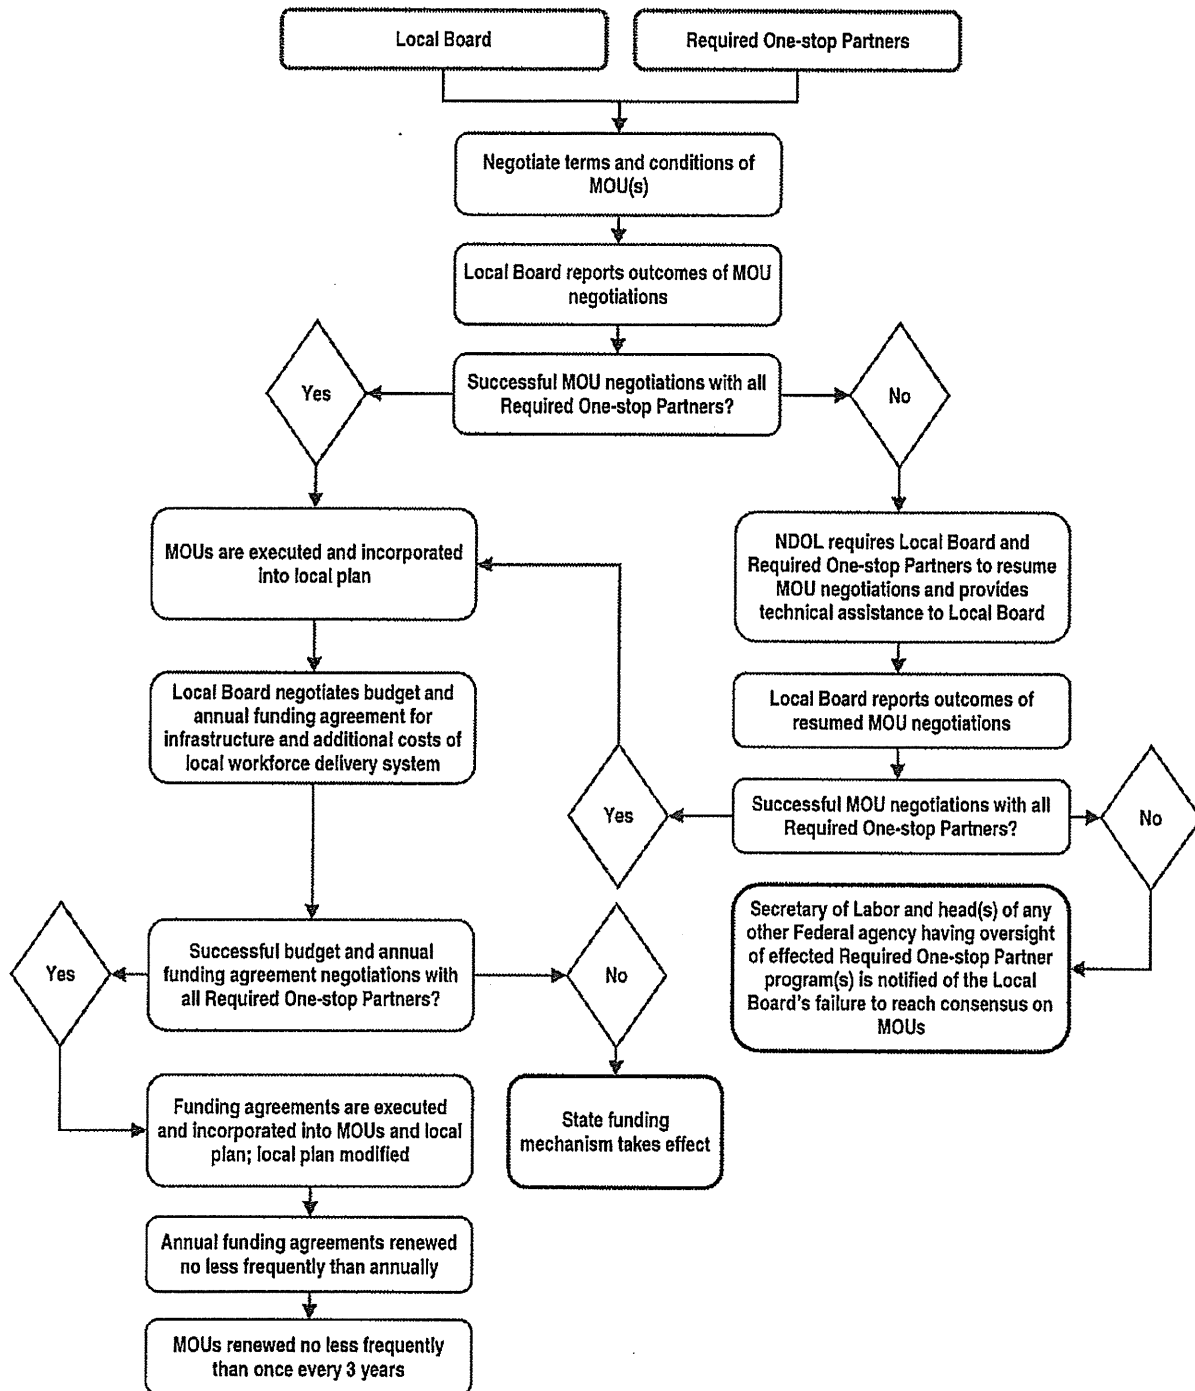 Local Board
Required One-stop Partners
Negotiate terms and conditions of
MOU(s)
Local Board reports outcomes of MOU
negotiations
Yes
Successful MOU negotiations with all
Required One-stop Partners?
No
MOUs are executed and incorporated
into local plan
NDOL requires Local Board and
Required One-stop Partners to resume
MOU negotiations and provides
technical assistance to Local Board
Local Board negotiates budget and
annual funding agreement for
infrastructure and additional costs of
local workforce delivery system
Local Board reports outcomes of
resumed MOU negotiations
Yes
Successful MOU negotiations with all
Required One-stop Partners?
No
Yes
Successful budget and annual
funding agreement negotiations with
all Required One-stop Partners?
No
Secretary of Labor and head(s) of any
other Federal agency having oversight
of effected Required One-stop Partner
program(s) is notified of the Local
Board's failure to reach consensus on
MOUs
Funding agreements are executed
and incorporated into MOUs and local
plan; local plan modified
State funding
mechanism takes effect
Annual funding agreements renewed
no less frequently than annually
MOUs renewed no less frequently
than once every 3 years